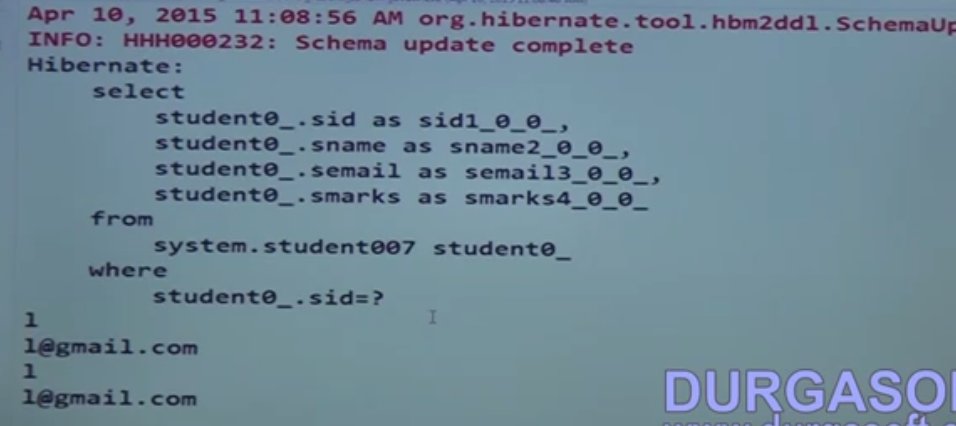 Apr 10, 2015 11:08:56 AM org.hibernate.tool.hbm2ddl.SchemaUp
INFO: HHH000232: Schema update complete
Hibernate:
select
student0_.sid as sid1_0_0_,
student0_.sname as sname2_0_0_,
student0_.semail as semail3_0_0_,
student0_.smarks as smarks4_0_0_
from
system.student007 student0_
where
student0_.sid=?
1
1@gmail.com
1
1@gmail.com
DURGASO